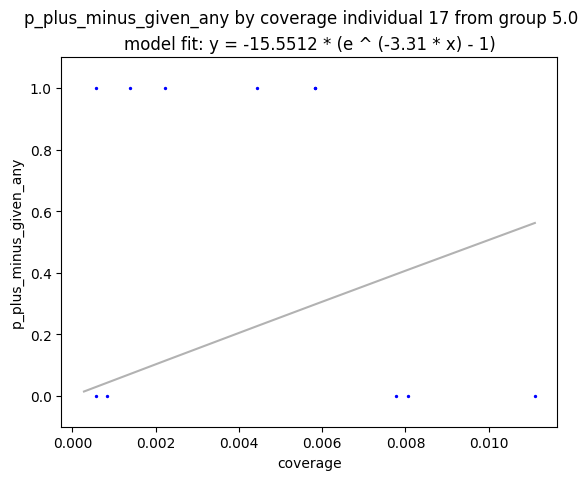 p_plus_minus_given_any by coverage individual 17 from group 5.0
model fit: y = -15.5512 * (e ^ (-3.31 * x) - 1)
1.0
0.8
0.6
0.4
0.2
0.0
p_plus_minus_given_any
0.000 0.002 0.004 0.006 0.008 0.010
coverage